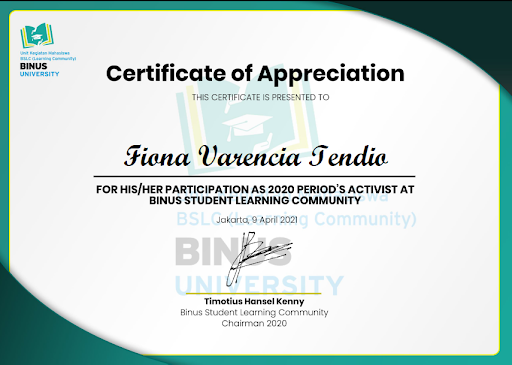 Unit Kegiatan Mahasiswa
BSLC (Learning Community)
BINUS
UNIVERSITY
Certificate of Appreciation
THIS CERTIFICATE IS PRESENTED TO
Fiona Varencia Tendio
FOR HIS/HER PARTICIPATION AS 2020 PERIOD'S ACTIVIST AT
BINUS STUDENT LEARNING COMMUNITY
BSLC (Learning Community)
Jakarta, 9 April 2021
BINUS
UNIVERSITY
Timotius Hansel Kenny
Binus Student Learning Community
Chairman 2020